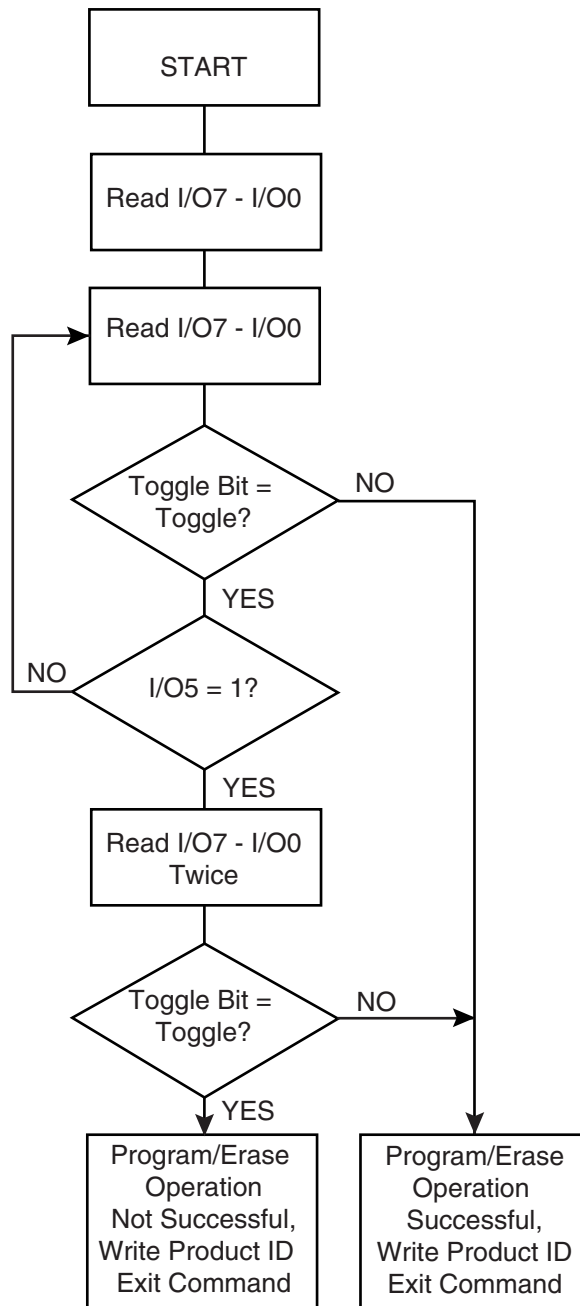 START
Read I/O7 - I/O0
Read I/O7 - I/O0
Toggle Bit =
Toggle?
NO
YES
NO
I/O5 = 1?
YES
Read I/O7 - I/O0
Twice
Toggle Bit =
Toggle?
NO
YES
Program/Erase
Operation
Not Successful,
Write Product ID
Exit Command
Program/Erase
Operation
Successful,
Write Product ID
Exit Command